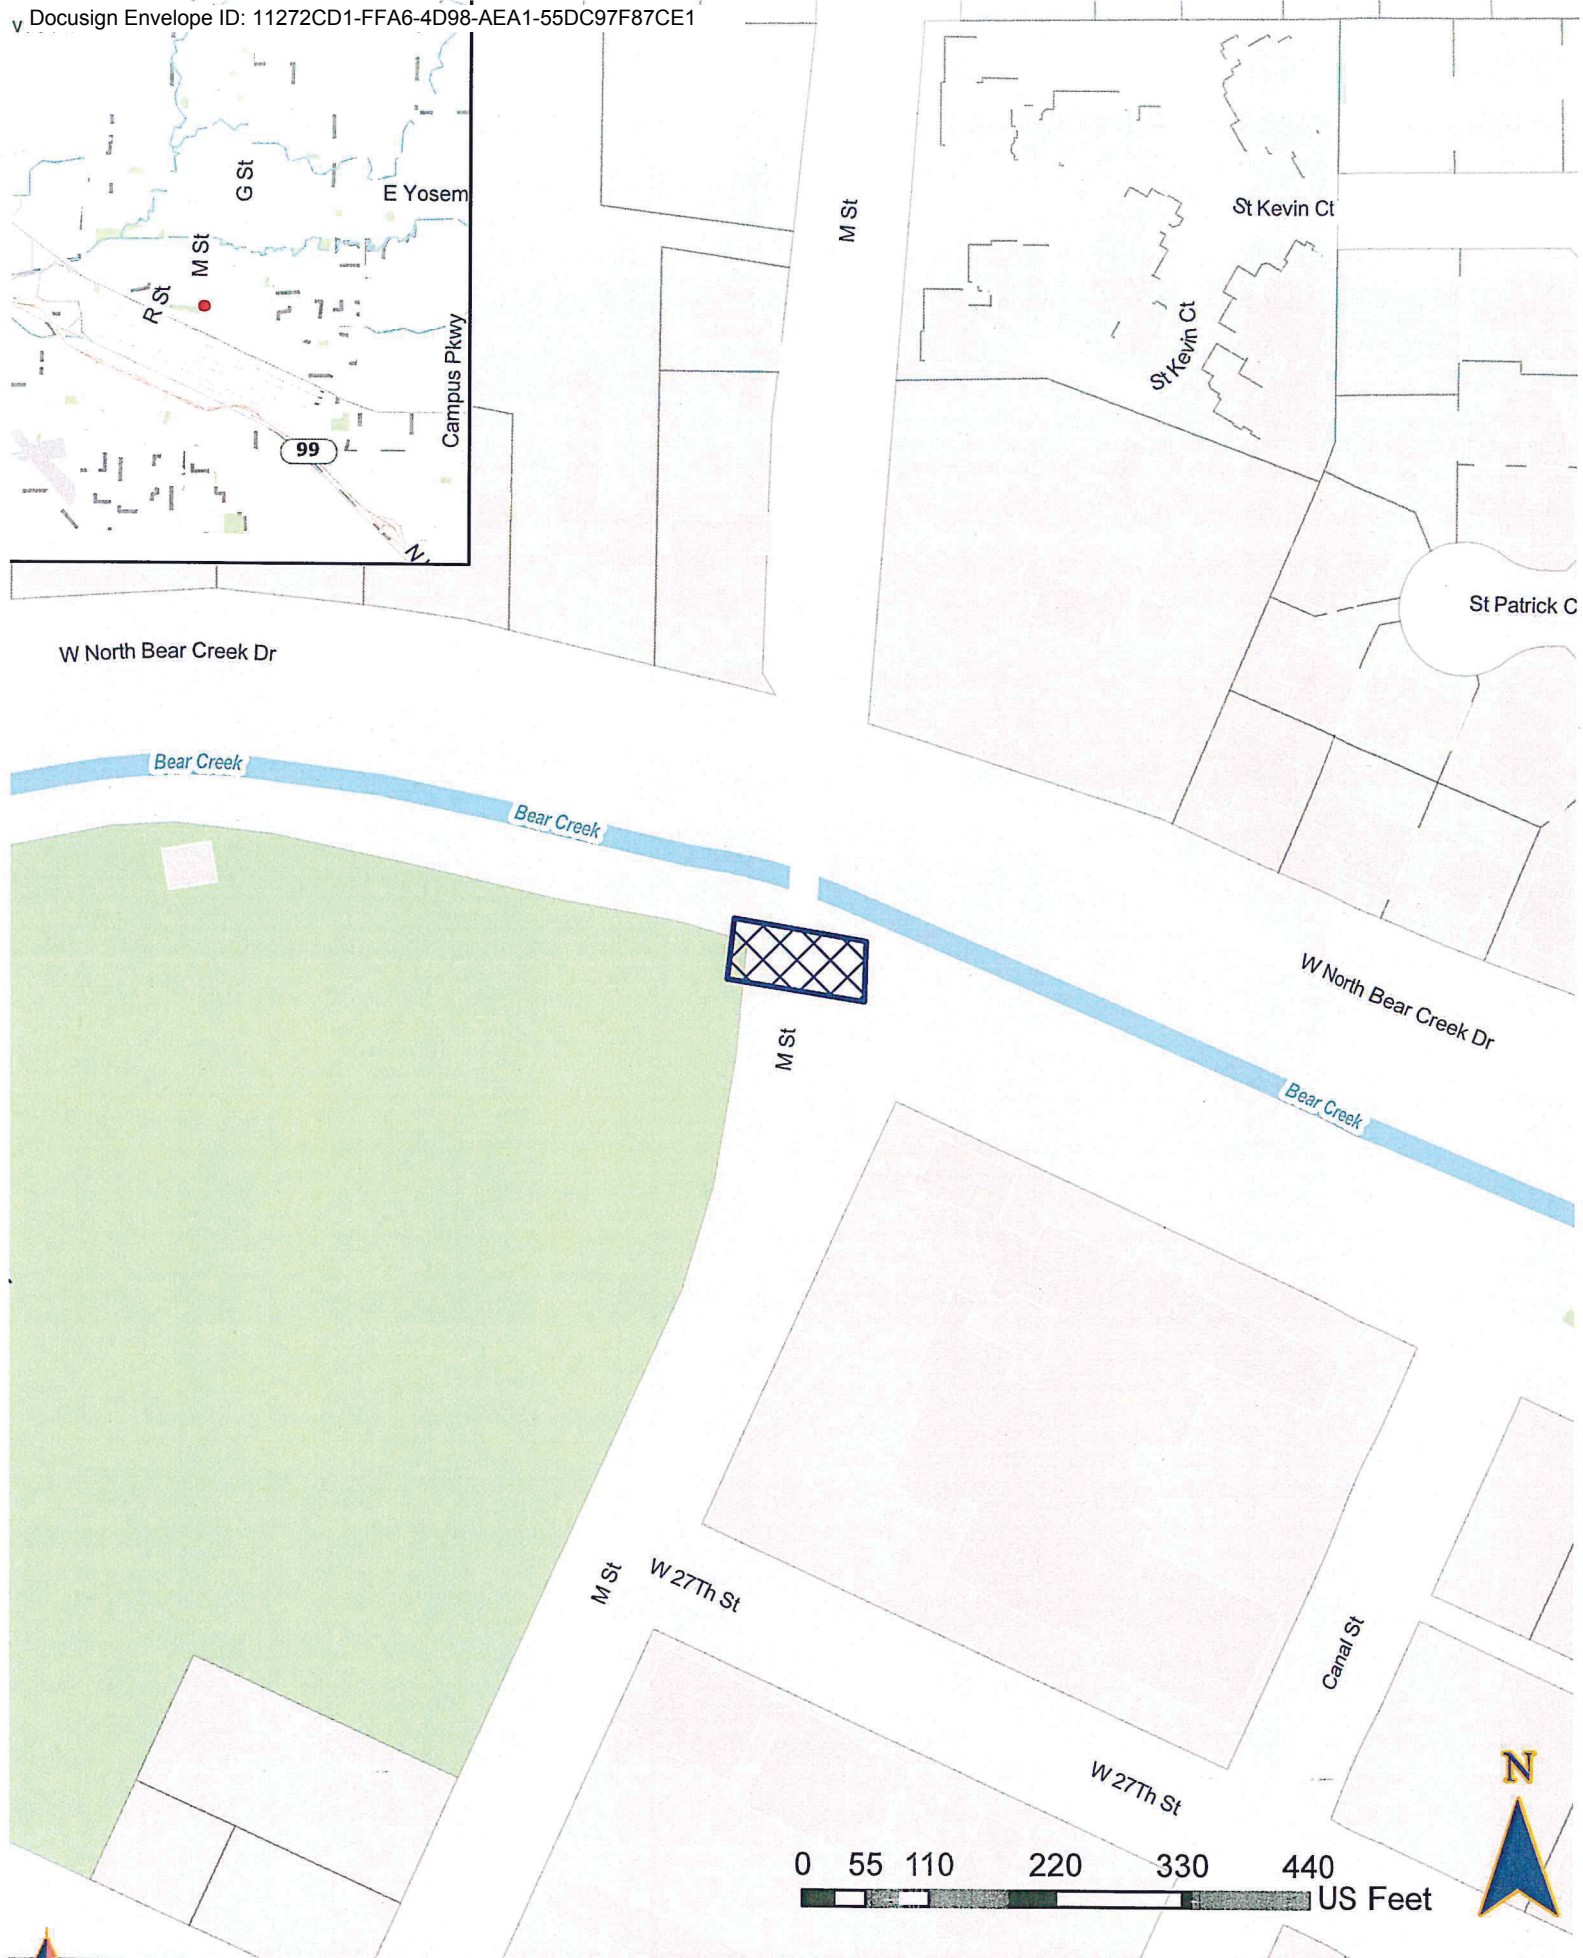 Docusign Envelope ID: 11272CD1-FFA6-4D98-AEA1-55DC97F87CE1
G St
E Yosem
M St
R St
Campus Pkwy
99
M St
St Kevin Ct
St Kevin Ct
St Patrick C
W North Bear Creek Dr
Bear Creek
Bear Creek
W North Bear Creek Dr
M St
Bear Creek
M St
W 27Th St
Canal St
W 27Th St
N
0 55 110 220 330 440
US Feet